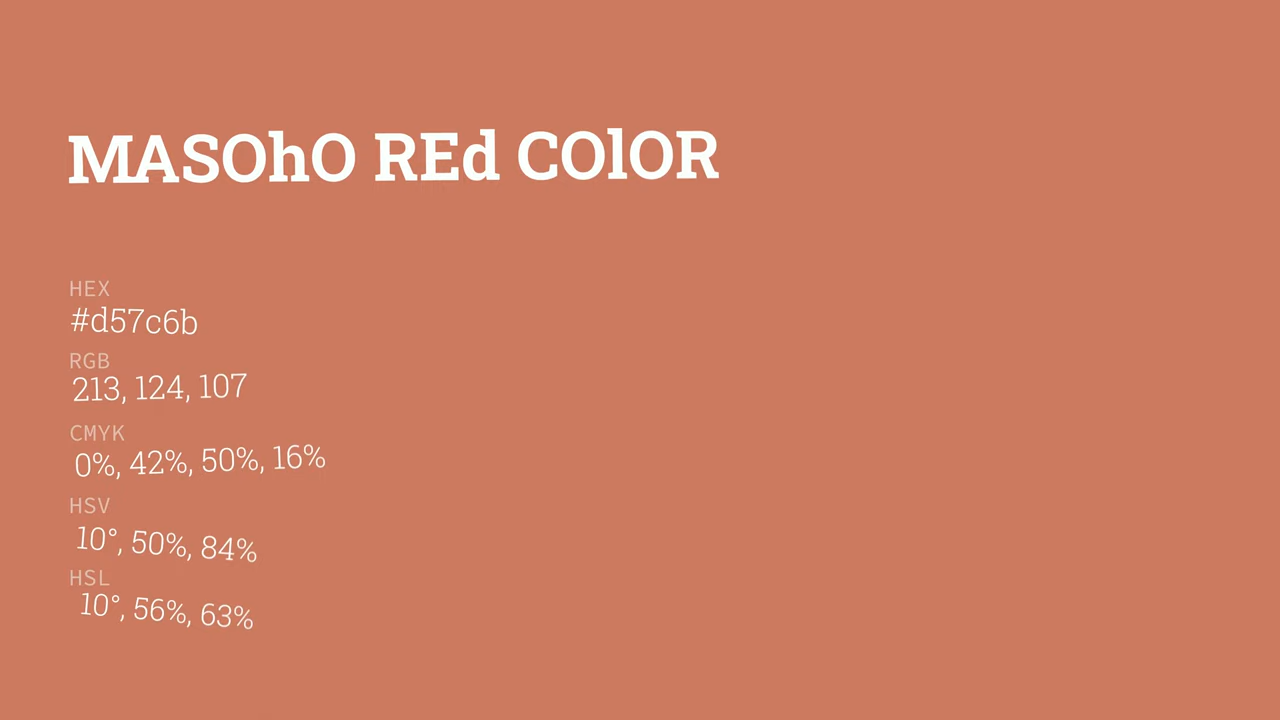 MASOhO REd COlOR
HEX
#d57c6b
RGB
213, 124, 107
CMYK
0%, 42%, 50%, 16%
HSV
10°, 50%, 84%
HSL
10°, 56%, 63%